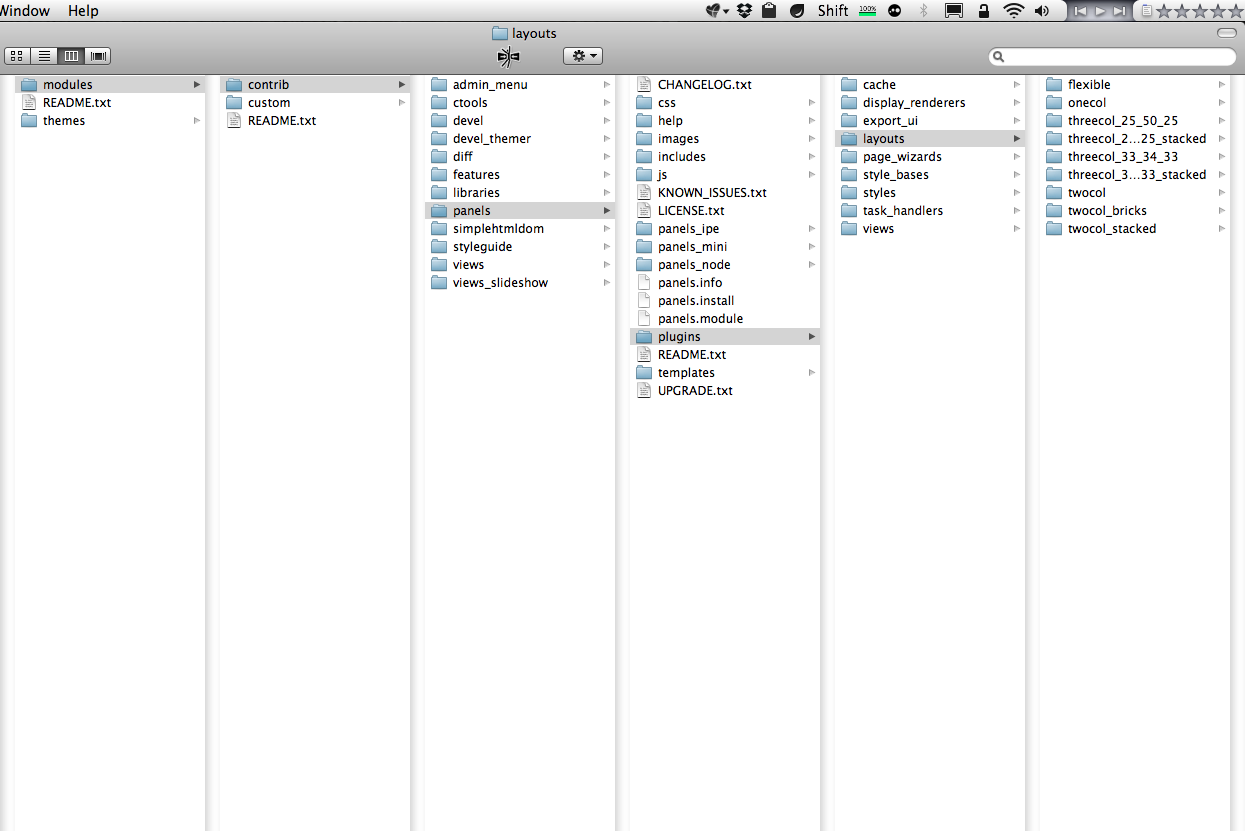 Window Help Shift 100%
layouts
modules
README.txt
themes
contrib
custom
README.txt
admin_menu
ctools
devel
devel_themer
diff
features
libraries
panels
simplehtmldom
styleguide
views
views_slideshow
CHANGELOG.txt
css
help
images
includes
js
KNOWN_ISSUES.txt
LICENSE.txt
panels_ipe
panels_mini
panels_node
panels.info
panels.install
panels.module
plugins
README.txt
templates
UPGRADE.txt
cache
display_renderers
export_ui
layouts
page_wizards
style_bases
styles
task_handlers
views
flexible
onecol
threecol_25_50_25
threecol_2...25_stacked
threecol_33_34_33
threecol_3...33_stacked
twocol
twocol_bricks
twocol_stacked